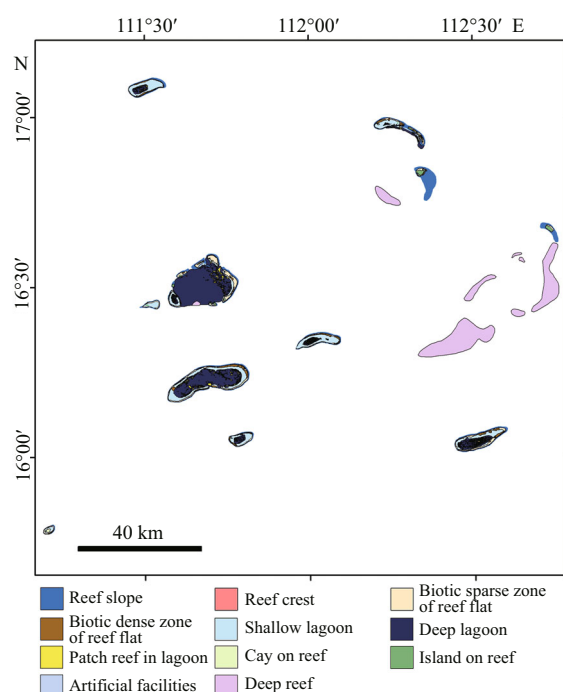 111°30′ 112°00′ 112°30′ E
N
17°00′
16°30′
16°00′
40 km
Reef slope
Reef crest
Biotic sparse zone
of reef flat
Biotic dense zone
of reef flat
Shallow lagoon
Deep lagoon
Patch reef in lagoon
Cay on reef
Island on reef
Artificial facilities
Deep reef